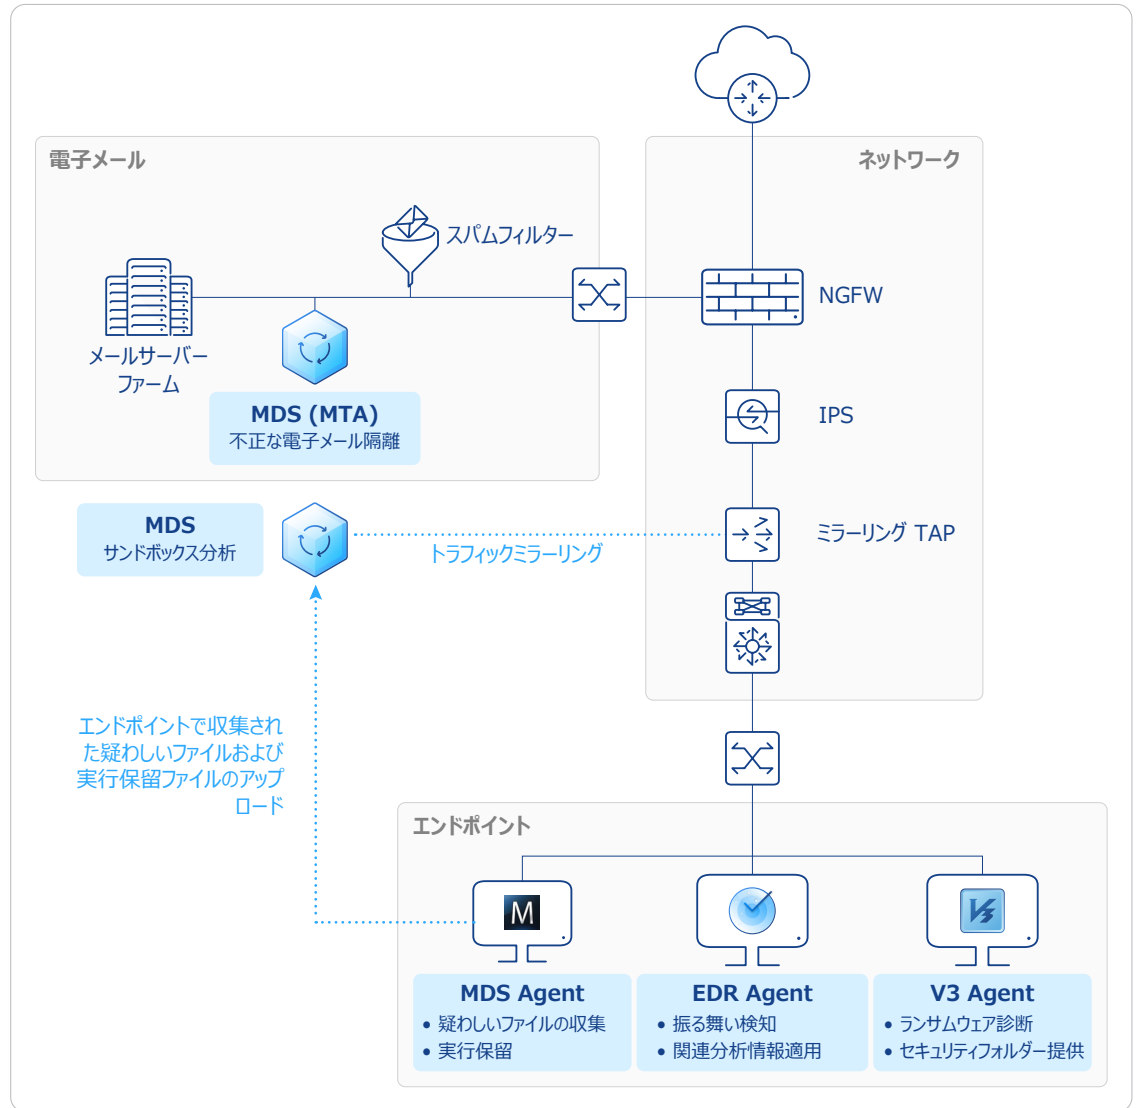 電子メール
ネットワーク
スパムフィルター
NGFW
メールサーバー
ファーム
MDS (MTA)
不正な電子メール隔離
IPS
MDS
サンドボックス分析
トラフィックミラーリング
ミラーリング TAP
エンドポイントで収集され
た疑わしいファイルおよび
実行保留ファイルのアップ
ロード
エンドポイント
M
V3
MDS Agent
• 疑わしいファイルの収集
• 実行保留
EDR Agent
• 振る舞い検知
• 関連分析情報適用
V3 Agent
• ランサムウェア診断
• セキュリティフォルダー提供